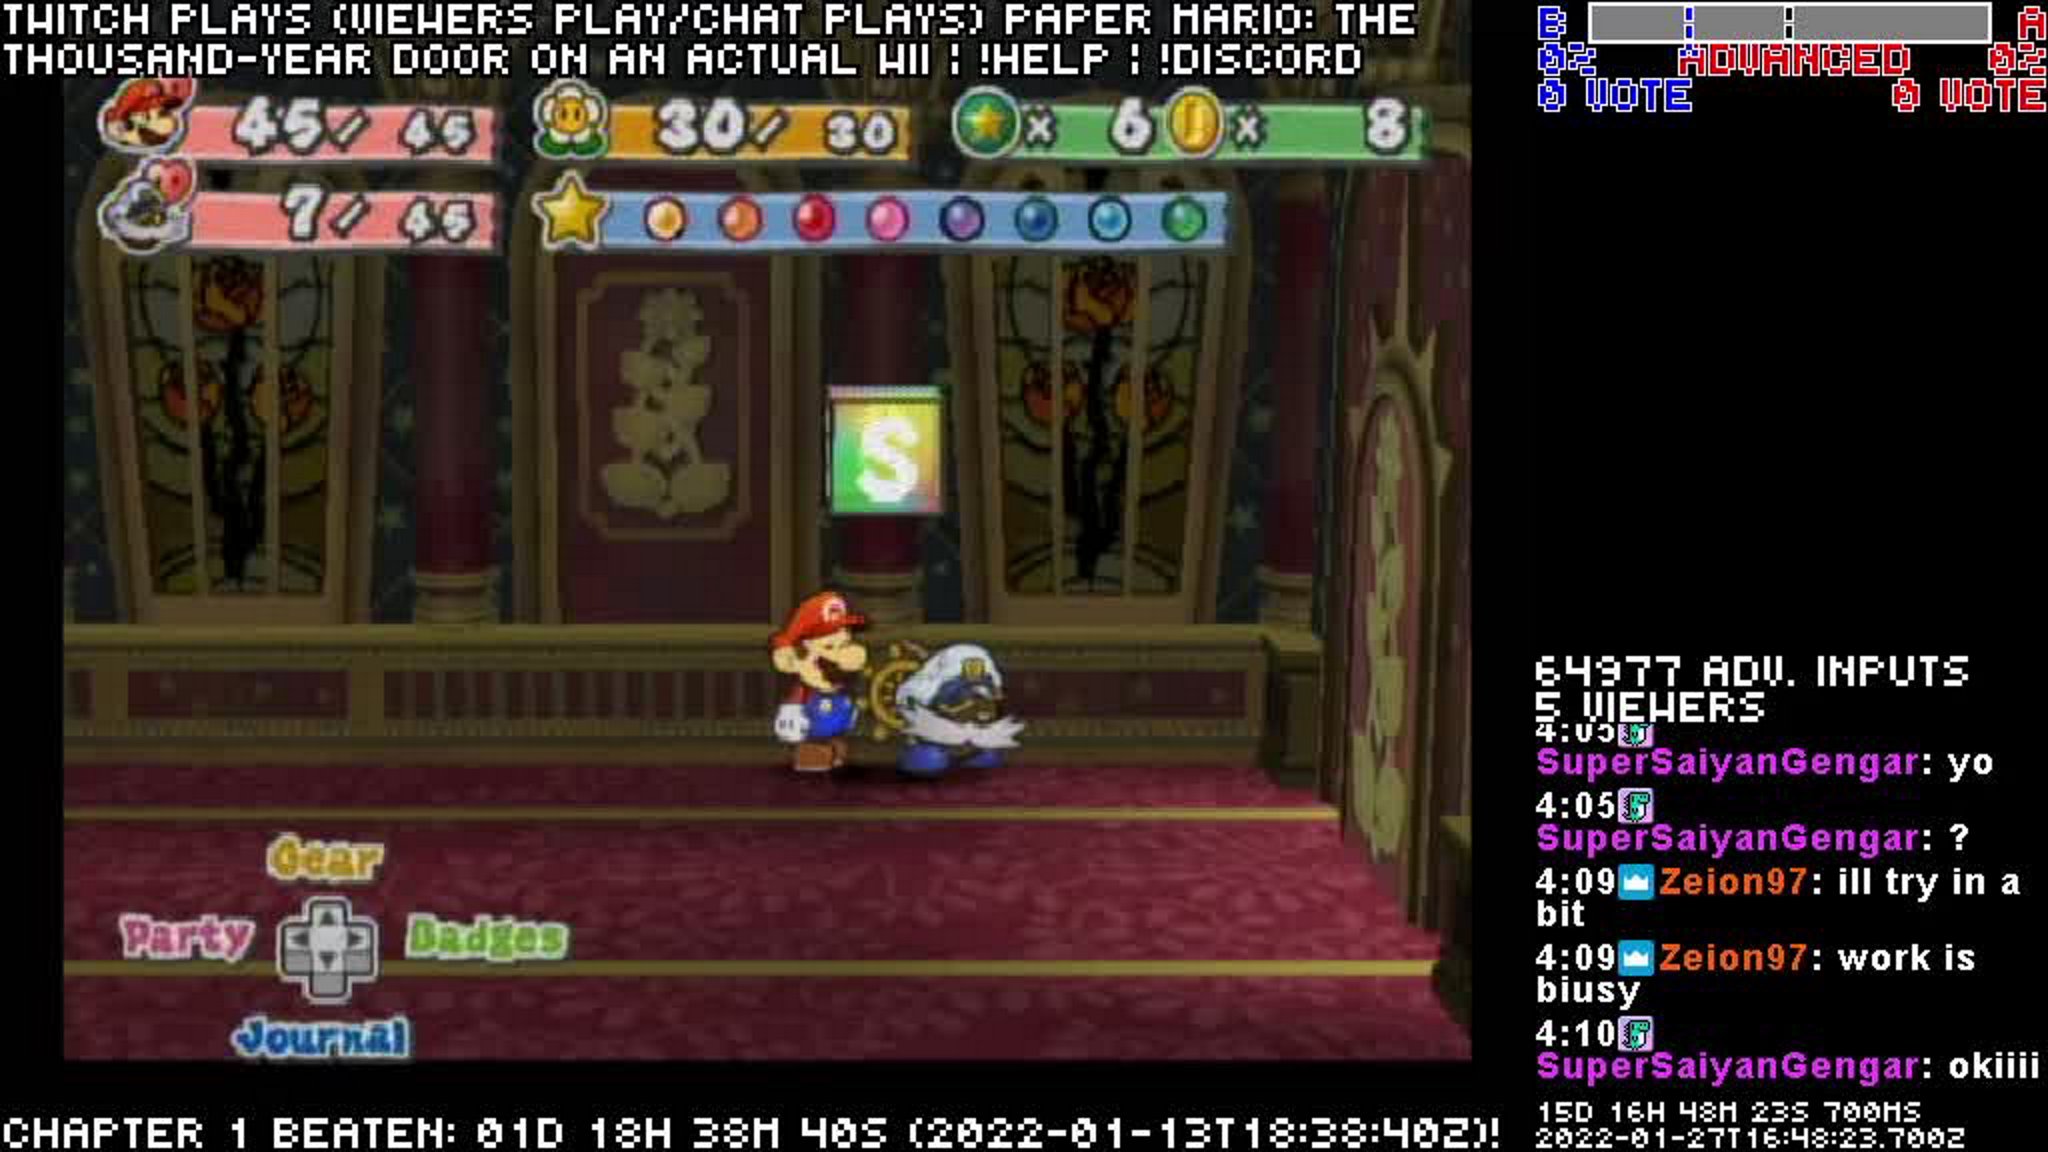 TWITCH PLAYS (VIEWERS PLAY/CHAT PLAYS) PAPER MARIO: THE
THOUSAND-YEAR DOOR ON AN ACTUAL WII ¦ !HELP ¦ !DISCORD
B A
0% ADVANCED 0%
0 VOTE 0 VOTE
45/ 45 30/ 30 x 6 x 8
7/ 45
S
Gear
Party Badges
Journal
64977 ADV. INPUTS
5 VIEWERS
4:05
SuperSaiyanGengar: yo
4:05
SuperSaiyanGengar: ?
4:09 Zeion97: ill try in a
bit
4:09 Zeion97: work is
biusy
4:10
SuperSaiyanGengar: okiiii
15D 16H 48M 23S 700MS
2022-01-27T16:48:23.700Z
CHAPTER 1 BEATEN: 01D 18H 38M 40S (2022-01-13T18:38:40Z)!